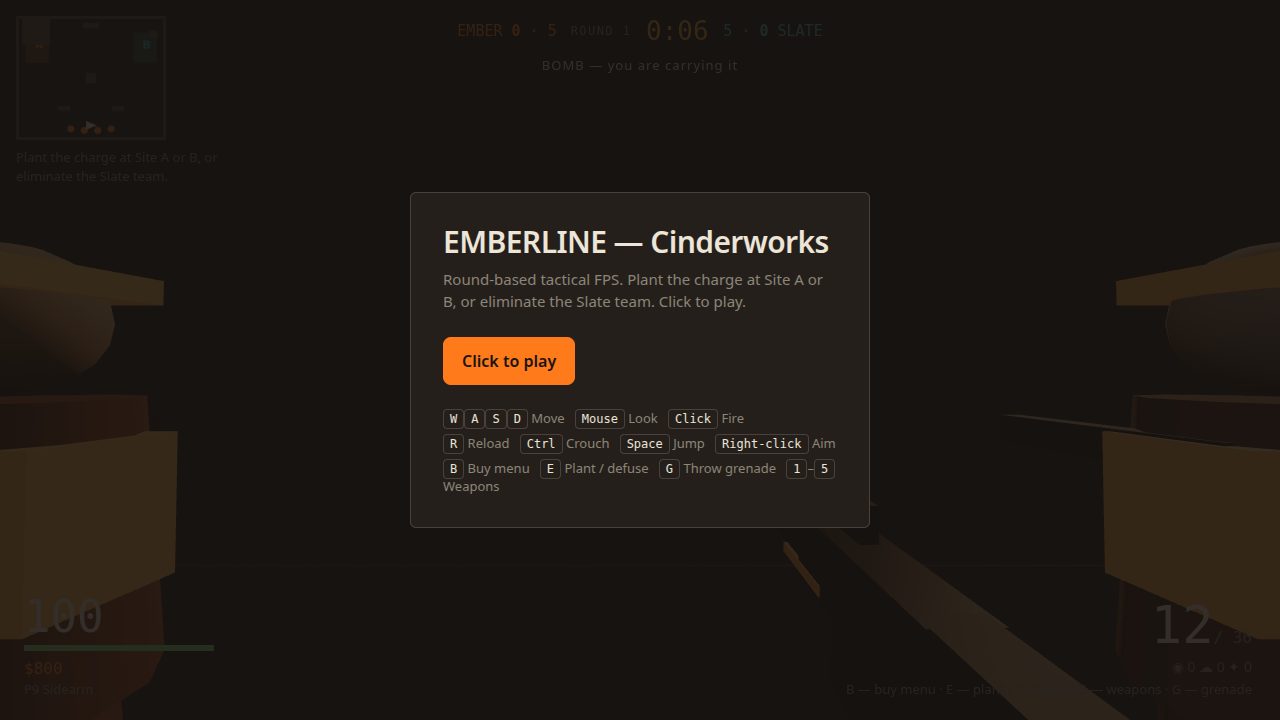 EMBER 0 · 5 ROUND 1 0:06 5 · 0 SLATE
BOMB — you are carrying it
B
Plant the charge at Site A or B, or
eliminate the Slate team.
EMBERLINE — Cinderworks
Round-based tactical FPS. Plant the charge at Site A or
B, or eliminate the Slate team. Click to play.
Click to play
W A S D Move Mouse Look Click Fire
R Reload Ctrl Crouch Space Jump Right-click Aim
B Buy menu E Plant / defuse G Throw grenade 1–5
Weapons
100
$800
P9 Sidearm
12 / 36
0 0 0
B — buy menu · E — plan — weapons · G — grenade